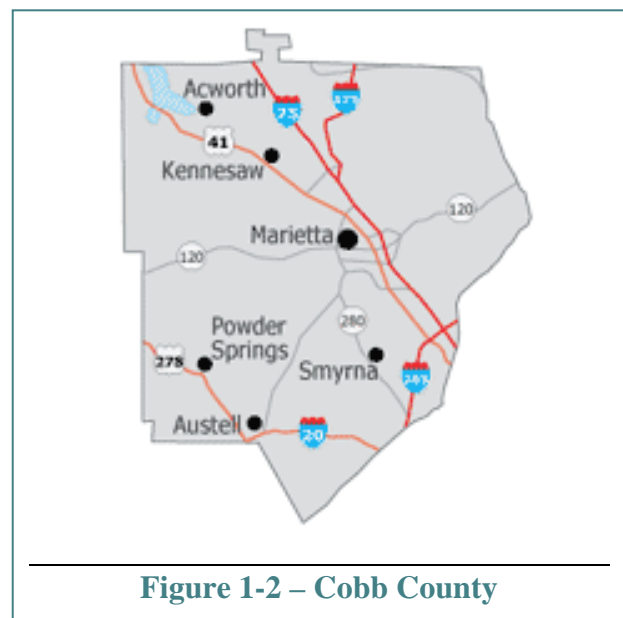 Acworth
75
575
41
Kennesaw
120
Marietta
120
280
Powder
Springs
278
Smyrna
285
Austell
20
Figure 1-2 – Cobb County